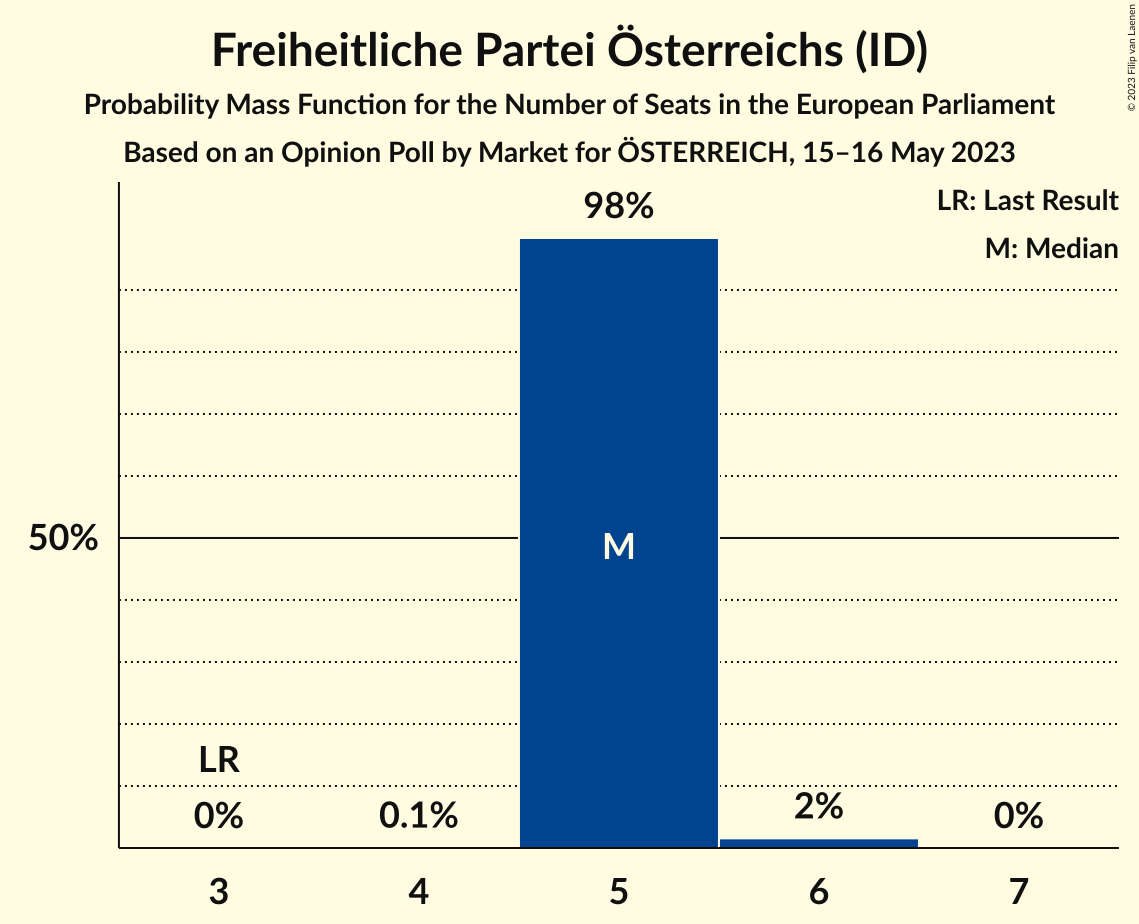 Freiheitliche Partei Österreichs (ID)
Probability Mass Function for the Number of Seats in the European Parliament
Based on an Opinion Poll by Market for ÖSTERREICH, 15–16 May 2023
© 2023 Filip van Laenen
LR: Last Result
M: Median
98%
50%
M
LR
0%
0.1%
2%
0%
3
4
5
6
7